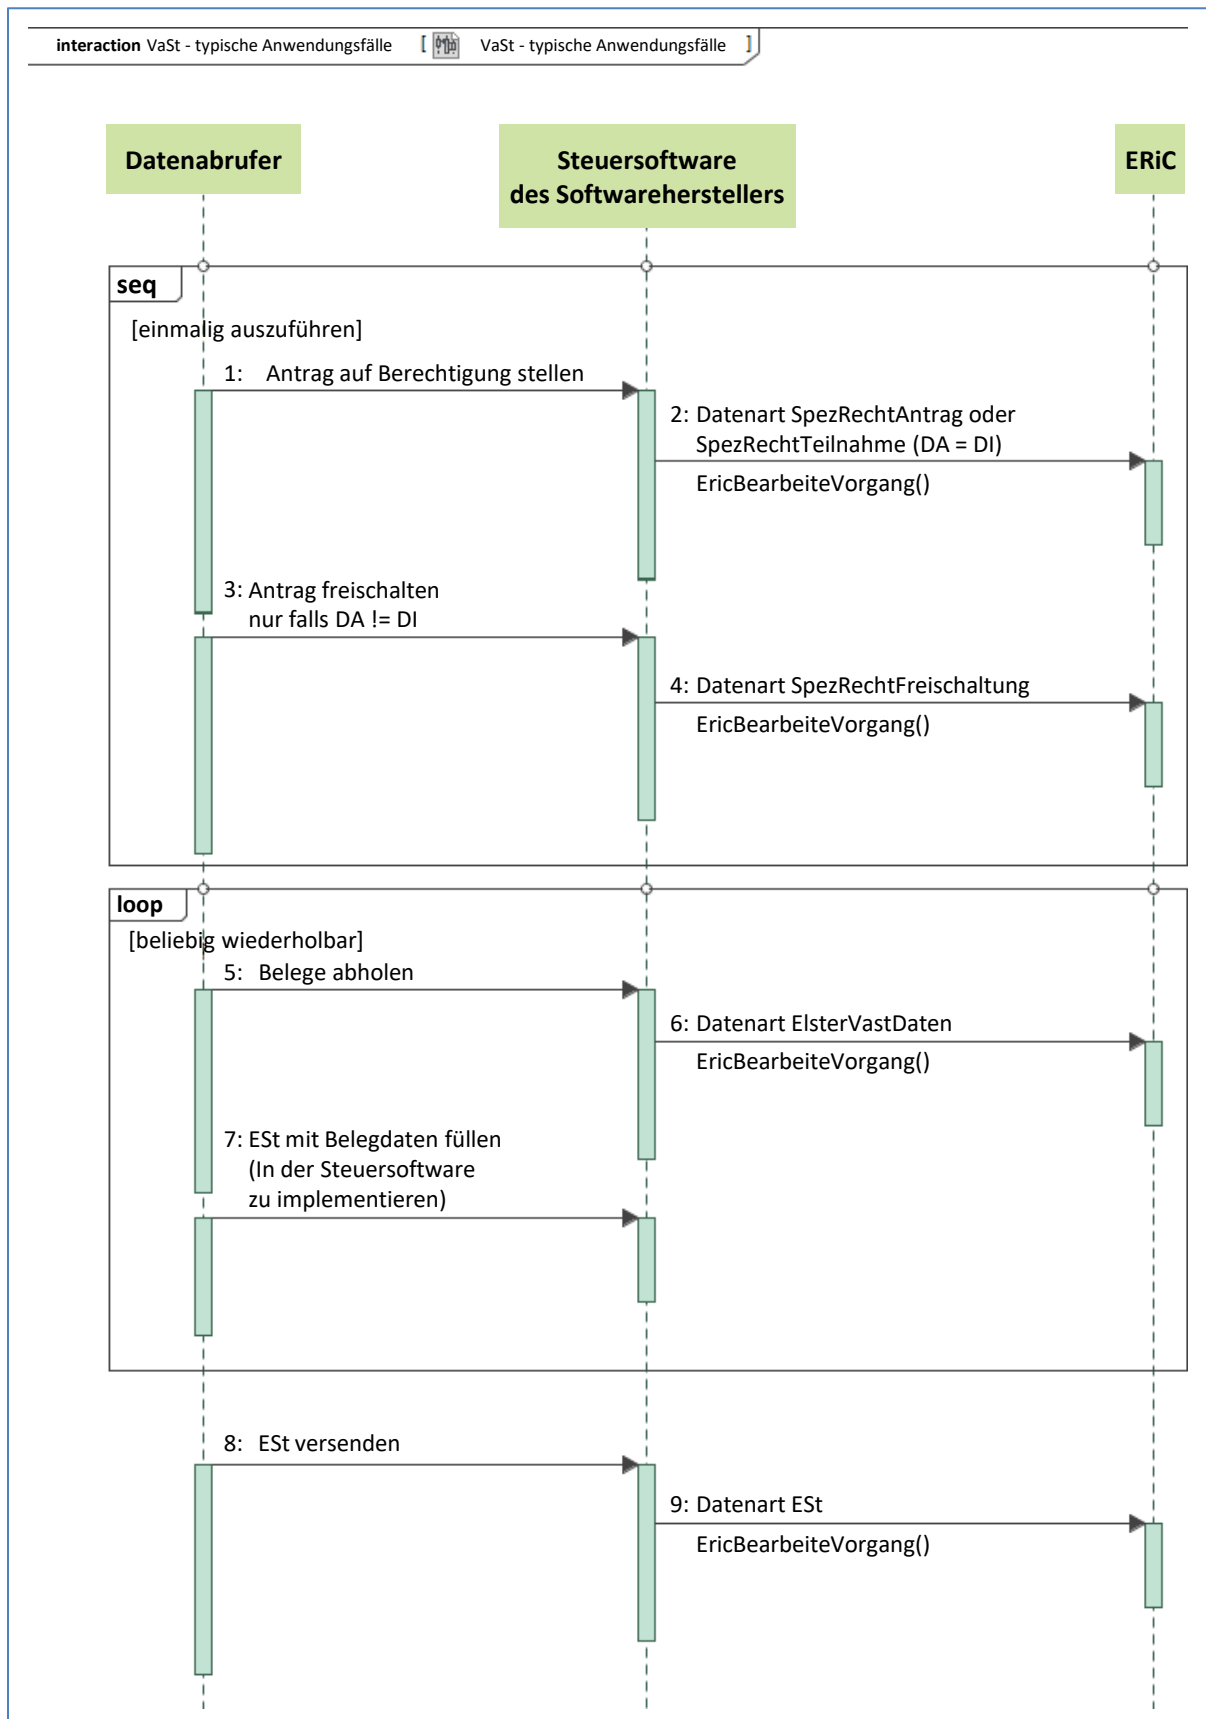 interaction VaSt - typische Anwendungsfälle [ VaSt - typische Anwendungsfälle ]
Datenabrufer
Steuersoftware
des Softwareherstellers
ERiC
seq
[einmalig auszuführen]
1: Antrag auf Berechtigung stellen
2: Datenart SpezRechtAntrag oder
SpezRechtTeilnahme (DA = DI)
EricBearbeiteVorgang()
3: Antrag freischalten
nur falls DA != DI
4: Datenart SpezRechtFreischaltung
EricBearbeiteVorgang()
loop
[beliebig wiederholbar]
5: Belege abholen
6: Datenart ElsterVastDaten
EricBearbeiteVorgang()
7: ESt mit Belegdaten füllen
(In der Steuersoftware
zu implementieren)
8: ESt versenden
9: Datenart ESt
EricBearbeiteVorgang()